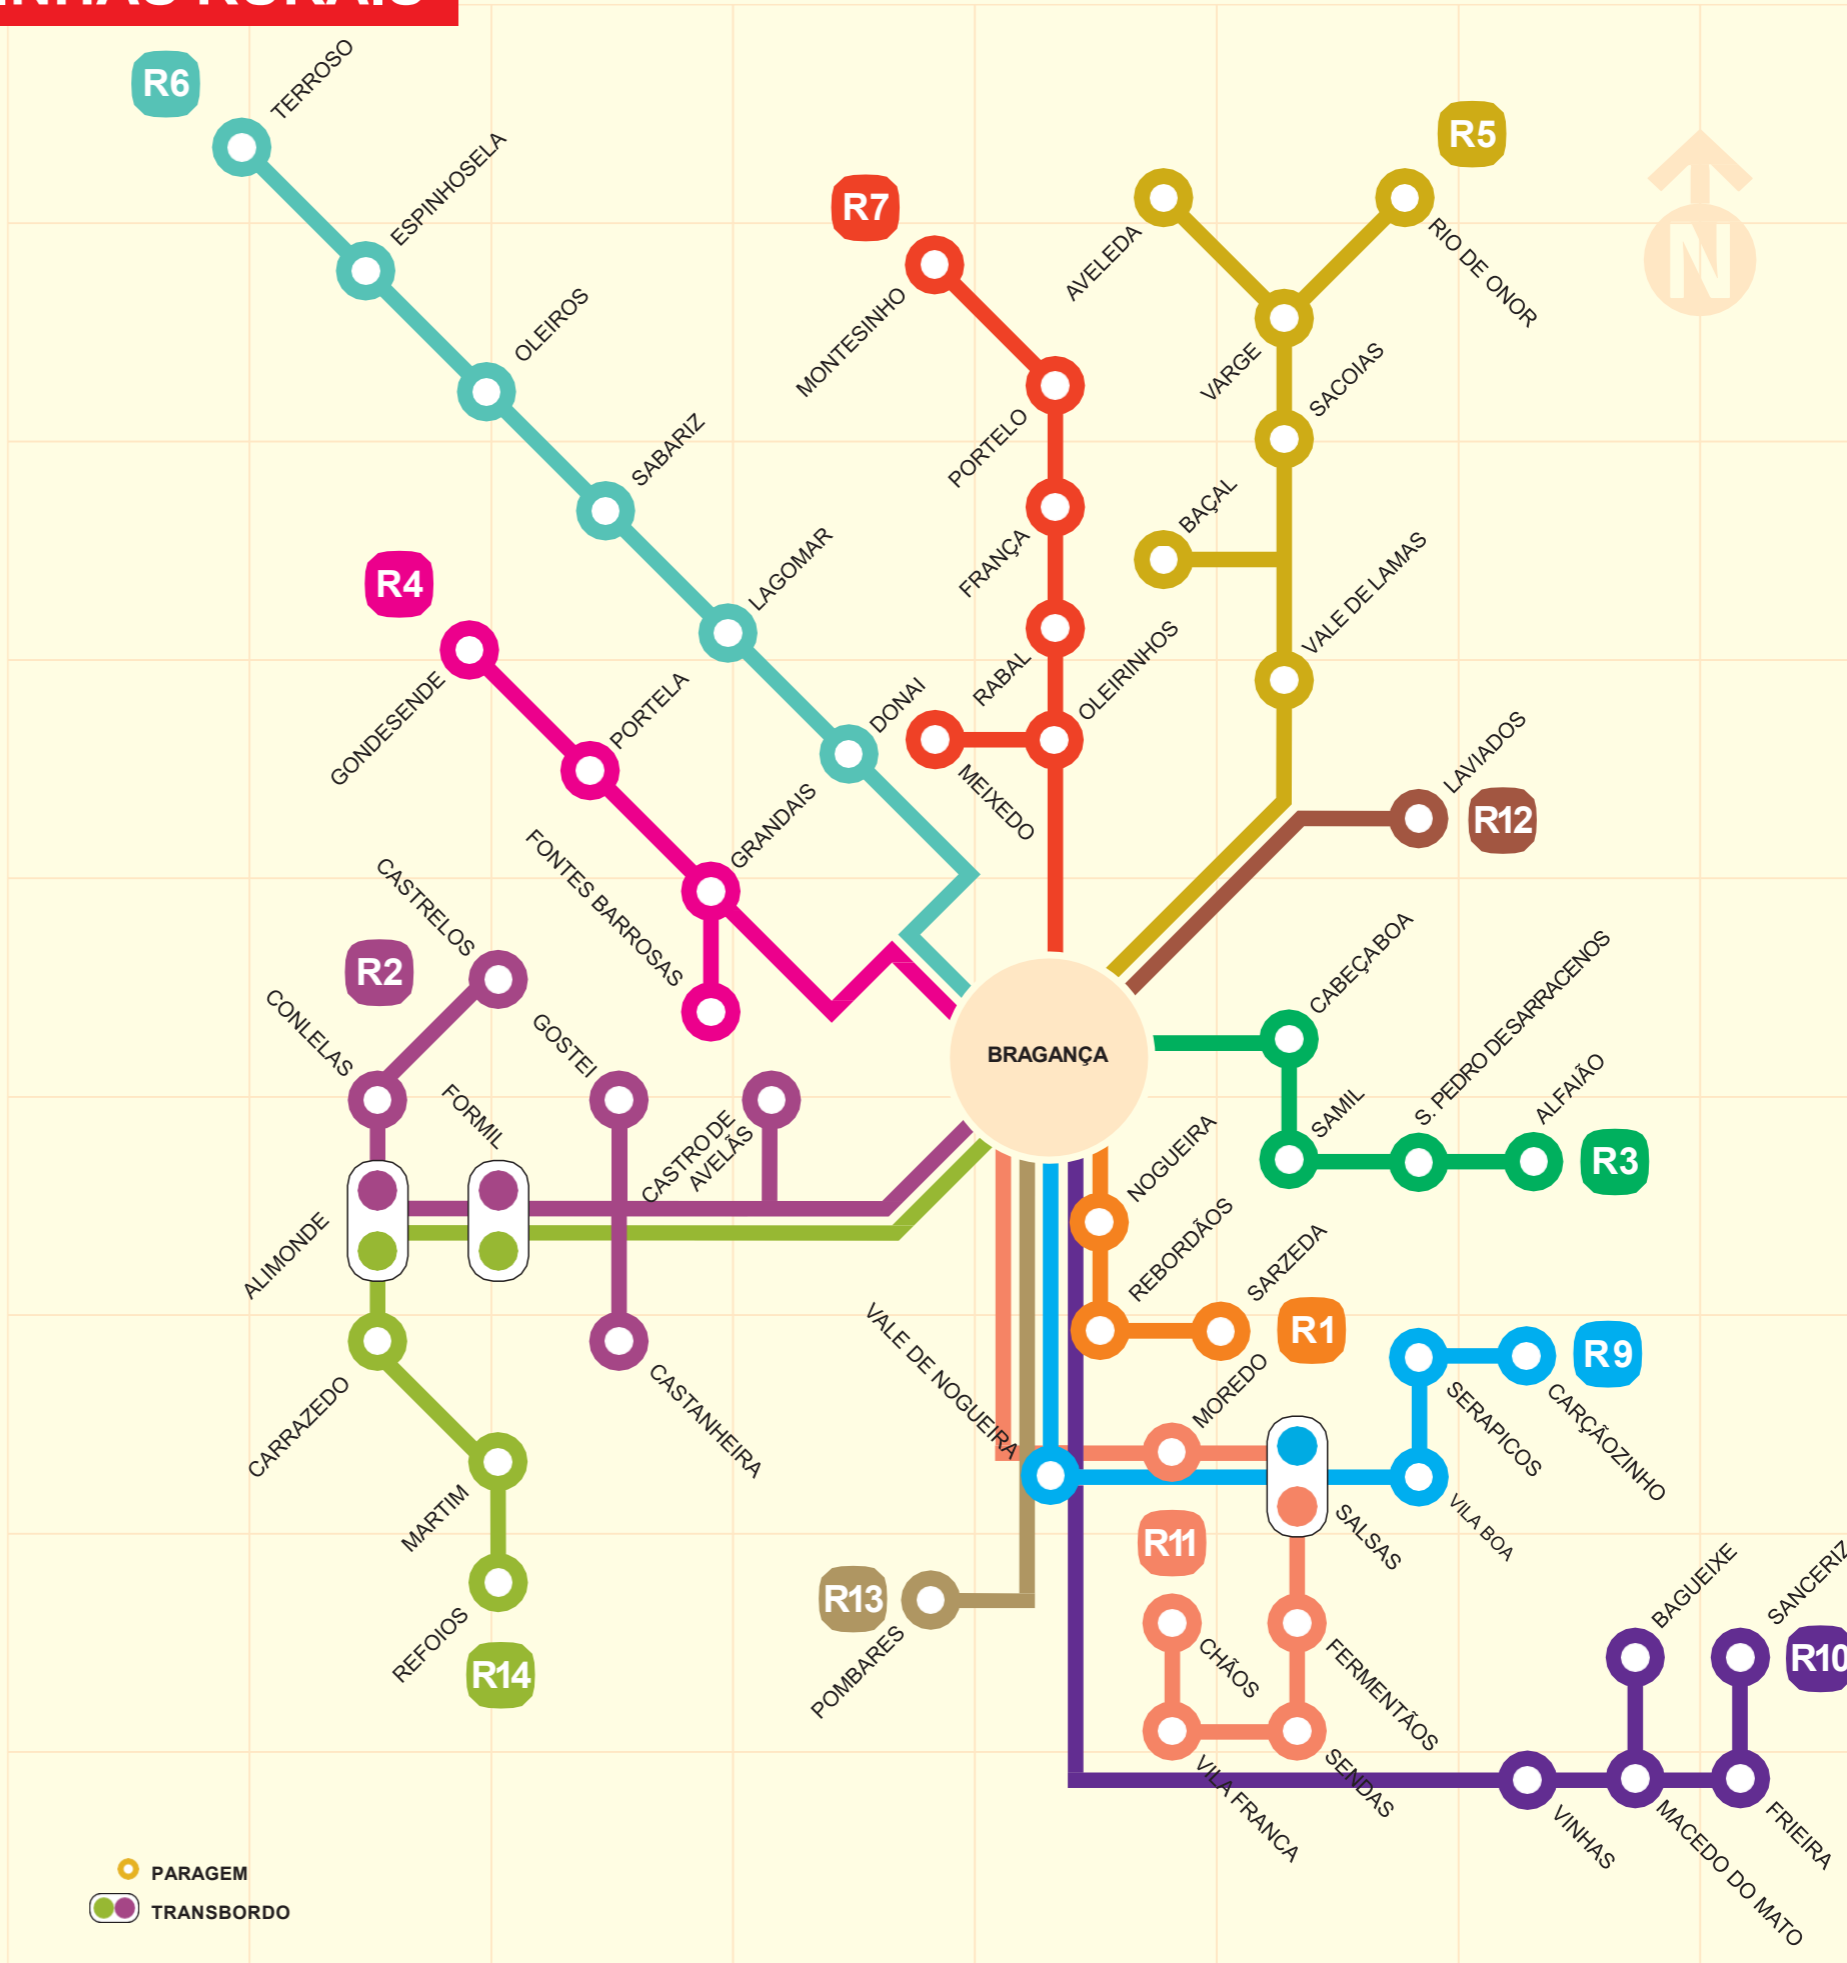 R6
TERROSO
ESPINHOSELA
OLEIROS
SABARIZ
LAGOMAR
DONAI
R7
MONTESINHO
PORTELO
FRANÇA
RABAL
OLEIRINHOS
MEIXEDO
R5
AVELEDA
RIO DE ONOR
VARGE
SACOIAS
BAÇAL
VALE DE LAMAS
N
R4
GONDESENDE
PORTELA
GRANDAIS
FONTES BARROSAS
LAVIADOS
R12
R2
CASTRELOS
CONLELAS
GOSTEI
FORMIL
CASTRO DE
AVELÃS
ALIMONDE
CASTANHEIRA
BRAGANÇA
CABEÇA BOA
SAMIL
S. PEDRO DE SARRACENOS
ALFAIÃO
R3
NOGUEIRA
REBORDÃOS
SARZEDA
R1
CARRAZEDO
MARTIM
REFOIOS
R14
VALE DE NOGUEIRA
MOREDO
SALSAS
R9
SERAPICOS
CARÇÃOZINHO
VILA BOA
R11
CHÃOS
FERMENTÃOS
SENDAS
VILA FRANCA
R13
POMBARES
BAGUEIXE
SANCERIZ
R10
VINHAS
MACEDO DO MATO
FRIEIRA
PARAGEM
TRANSBORDO